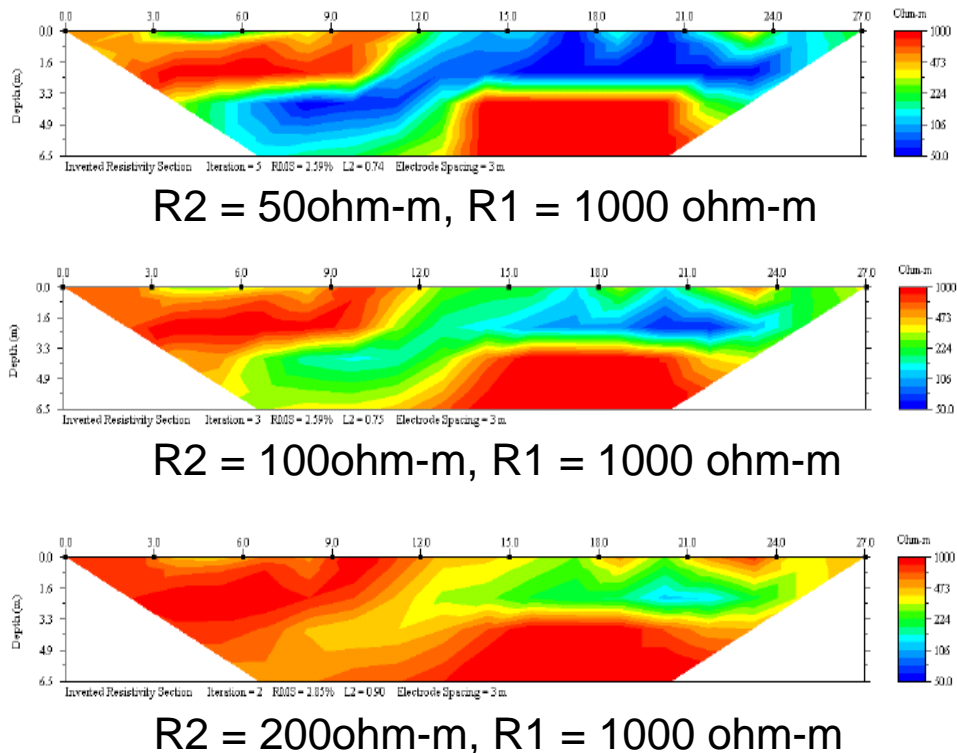 Ohm-m
0.0 3.0 6.0 9.0 12.0 15.0 18.0 21.0 24.0 27.0
0.0
1.6
3.3
4.9
6.5
Depth (m)
1000
473
224
106
50.0
Inverted Resistivity Section Iteration = 5 RMS = 2.59% L2 = 0.74 Electrode Spacing = 3 m
R2 = 50ohm-m, R1 = 1000 ohm-m
Ohm-m
0.0 3.0 6.0 9.0 12.0 15.0 18.0 21.0 24.0 27.0
0.0
1.6
3.3
4.9
6.5
Depth (m)
1000
473
224
106
50.0
Inverted Resistivity Section Iteration = 3 RMS = 2.59% L2 = 0.75 Electrode Spacing = 3 m
R2 = 100ohm-m, R1 = 1000 ohm-m
Ohm-m
0.0 3.0 6.0 9.0 12.0 15.0 18.0 21.0 24.0 27.0
0.0
1.6
3.3
4.9
6.5
Depth (m)
1000
473
224
106
50.0
Inverted Resistivity Section Iteration = 2 RMS = 2.85% L2 = 0.90 Electrode Spacing = 3 m
R2 = 200ohm-m, R1 = 1000 ohm-m